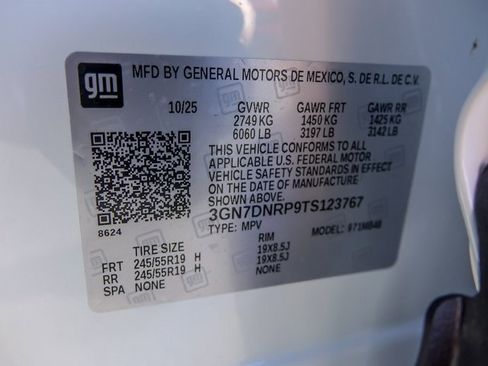 gm
MFD BY GENERAL MOTORS DE MEXICO, S. DE R.L. DE C.V.
10/25 GVWR GAWR FRT GAWR RR
2749 KG 1450 KG 1425 KG
6060 LB 3197 LB 3142 LB
THIS VEHICLE CONFORMS TO ALL
APPLICABLE U.S. FEDERAL MOTOR
VEHICLE SAFETY STANDARDS IN
EFFECT ON THE DATE OF
MANUFACTURE SHOWN ABOVE.
3GN7DNRP9TS123767
8624
TYPE: MPV MODEL: 971M64B
TIRE SIZE RIM
FRT 245/55R19 H 19X8.5J
RR 245/55R19 H 19X8.5J
SPA NONE NONE